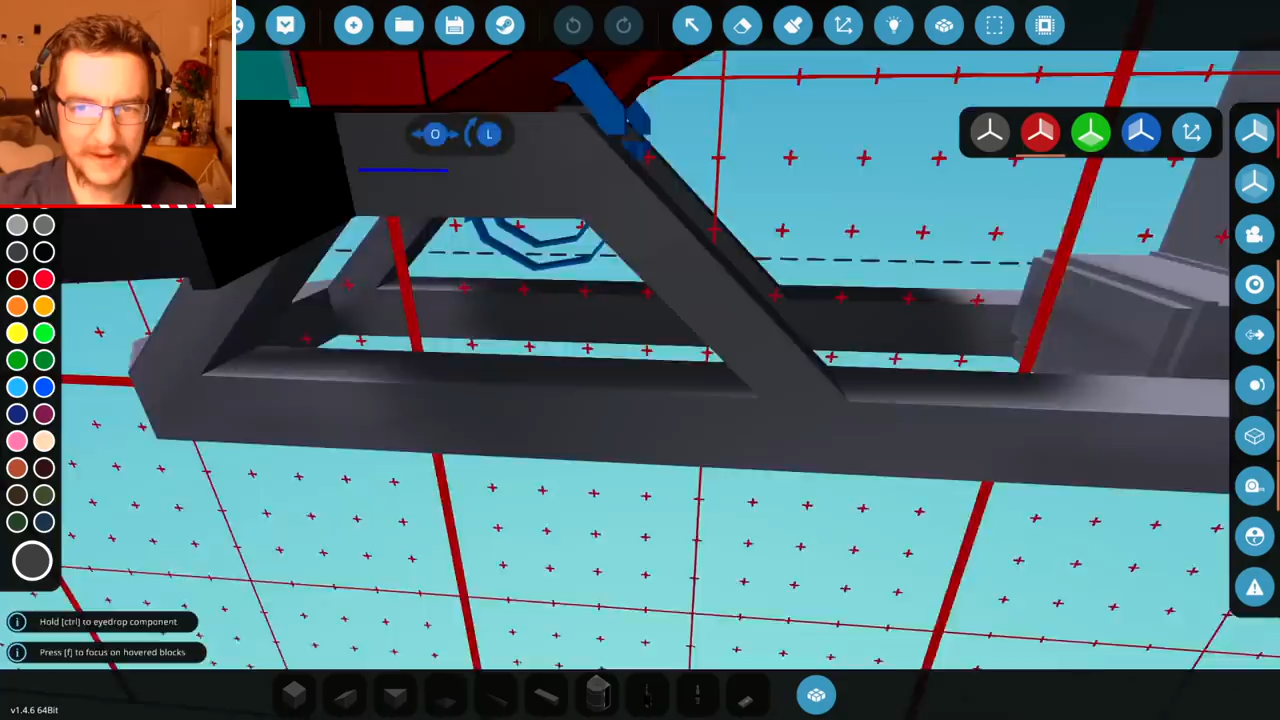 O L
Hold [ctrl] to eyedrop component
Press [f] to focus on hovered blocks
v1.4.6 64Bit